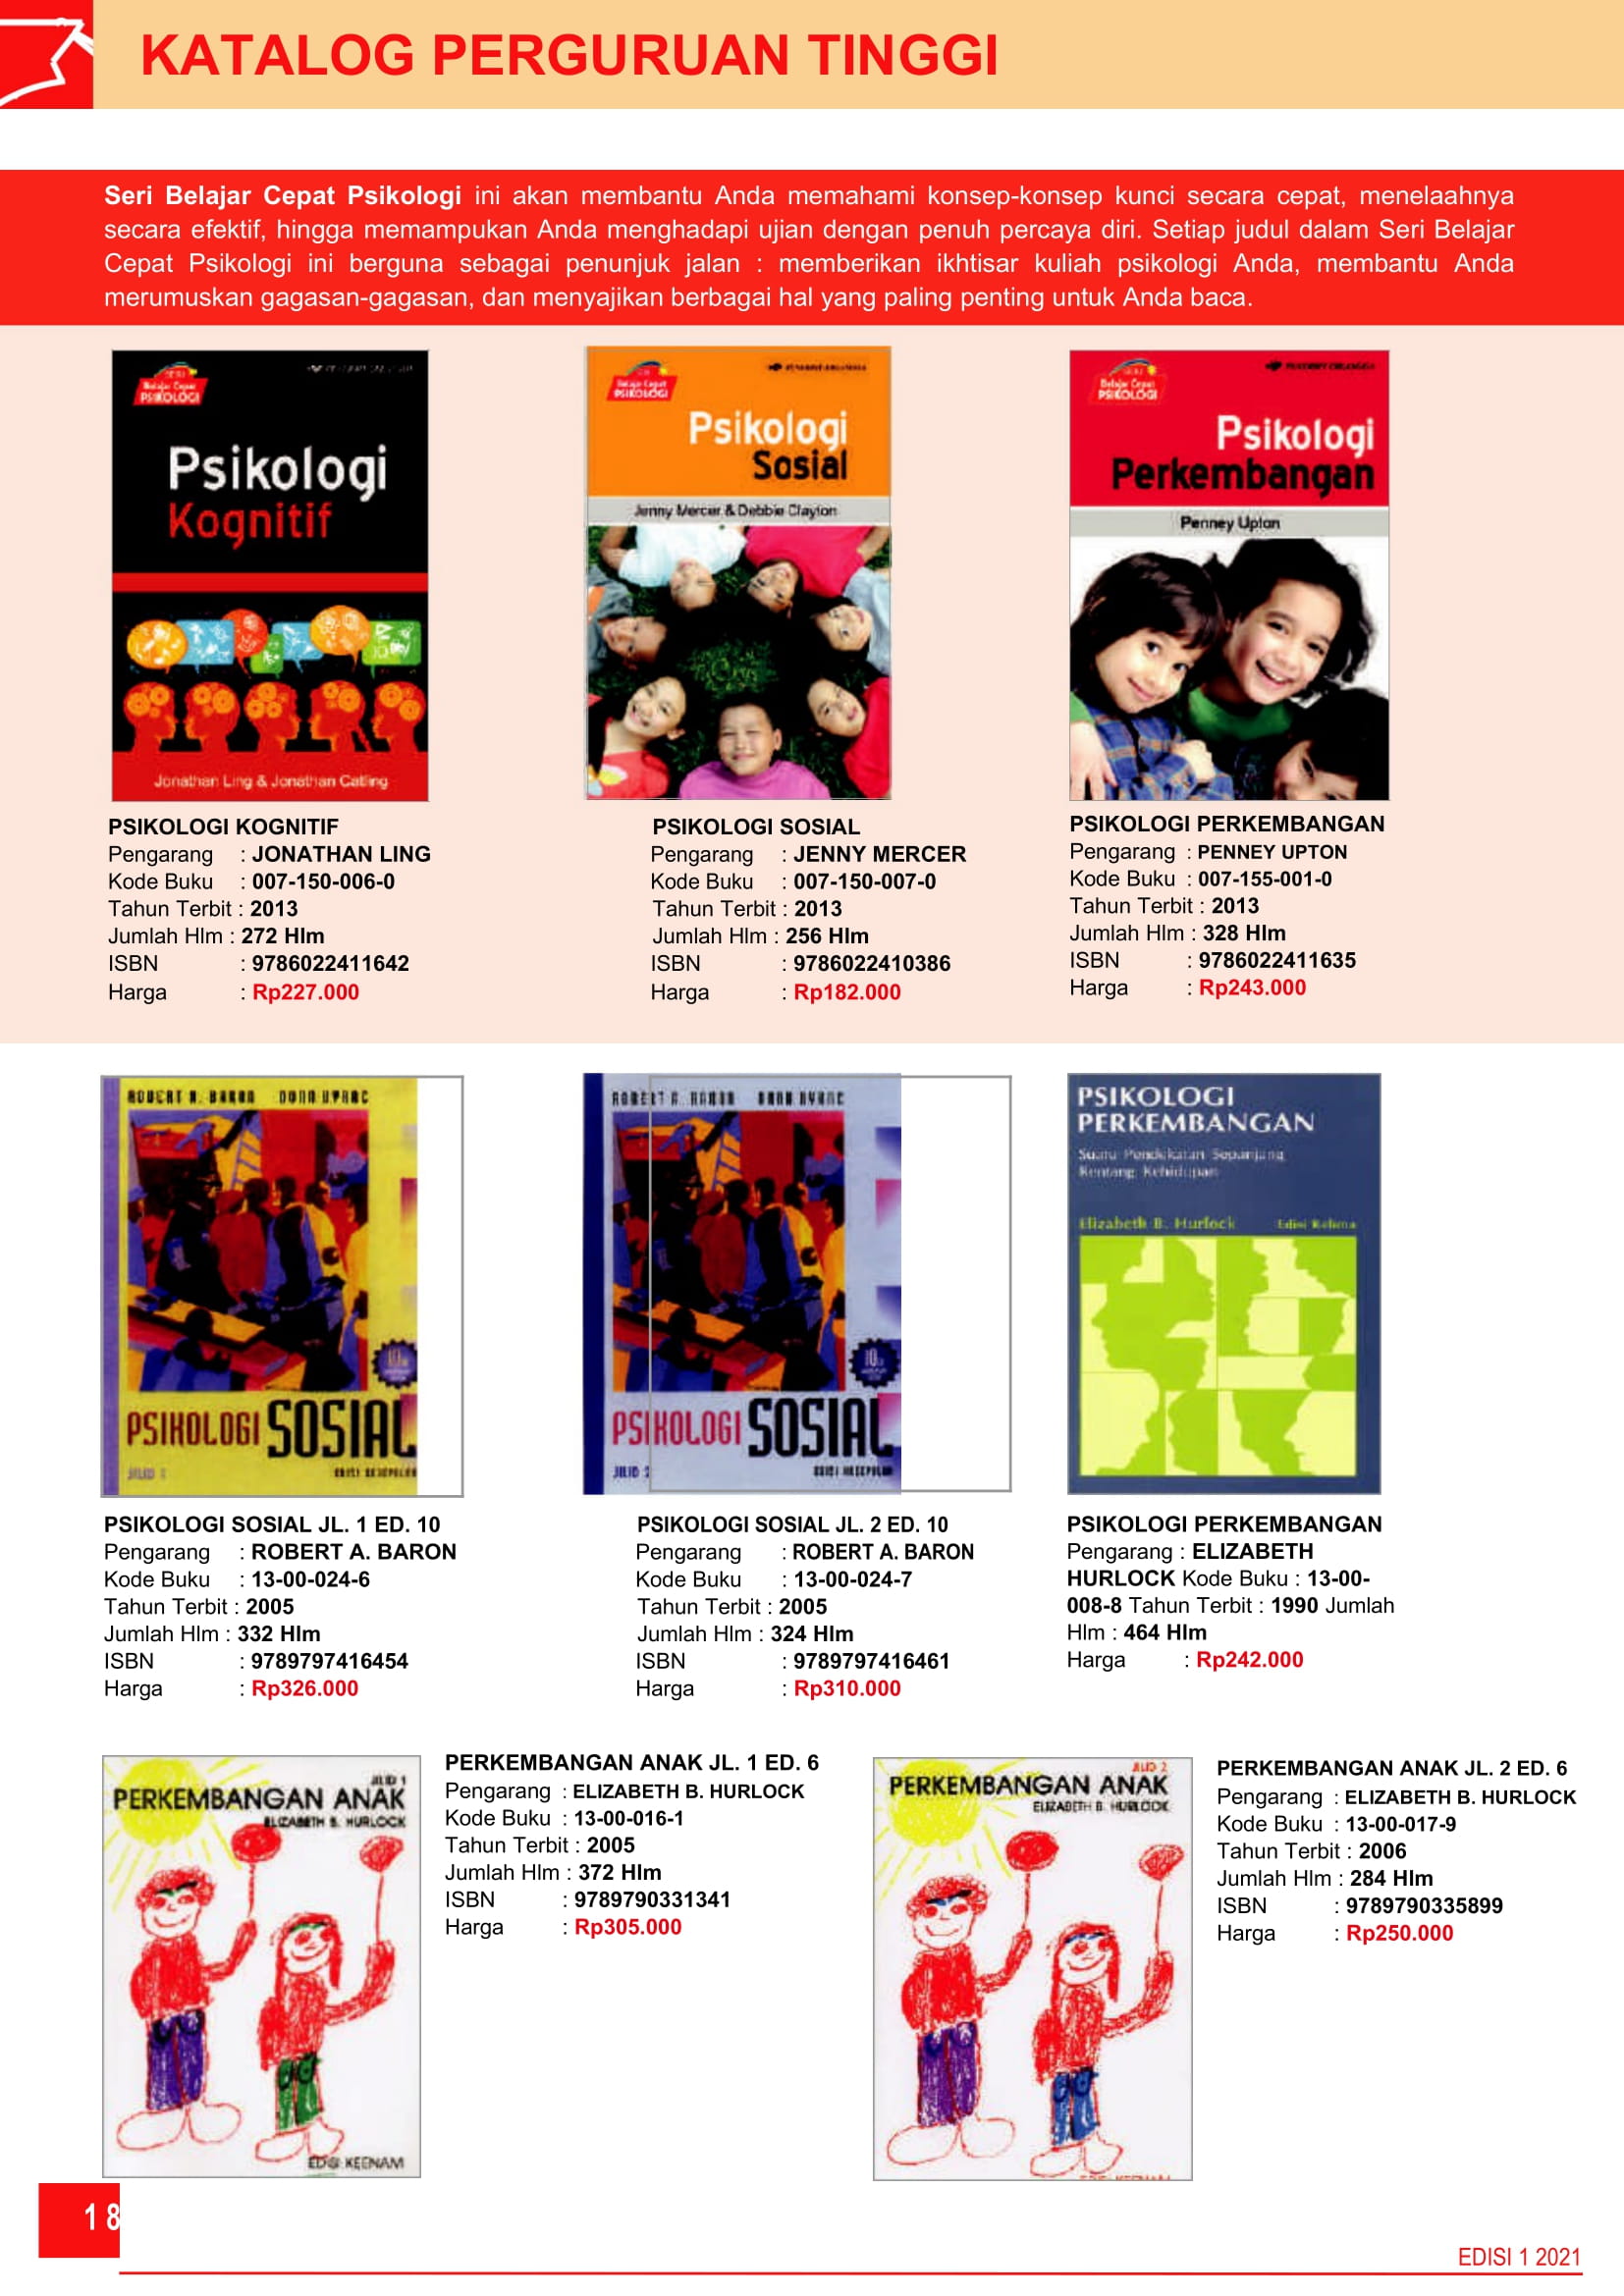 KATALOG PERGURUAN TINGGI
Seri Belajar Cepat Psikologi ini akan membantu Anda memahami konsep-konsep kunci secara cepat, menelaahnya
secara efektif, hingga memampukan Anda menghadapi ujian dengan penuh percaya diri. Setiap judul dalam Seri Belajar
Cepat Psikologi ini berguna sebagai penunjuk jalan : memberikan ikhtisar kuliah psikologi Anda, membantu Anda
merumuskan gagasan-gagasan, dan menyajikan berbagai hal yang paling penting untuk Anda baca.
Belajar Cepat
PSIKOLOGI
Psikologi
Kognitif
Jonathan Ling & Jonathan Catling
Belajar Cepat
PSIKOLOGI
Psikologi
Sosial
Jenny Mercer & Debbie Clayton
Belajar Cepat
PSIKOLOGI
Psikologi
Perkembangan
Penney Upton
PSIKOLOGI KOGNITIF
Pengarang : JONATHAN LING
Kode Buku : 007-150-006-0
Tahun Terbit : 2013
Jumlah Hlm : 272 Hlm
ISBN : 9786022411642
Harga : Rp227.000
PSIKOLOGI SOSIAL
Pengarang : JENNY MERCER
Kode Buku : 007-150-007-0
Tahun Terbit : 2013
Jumlah Hlm : 256 Hlm
ISBN : 9786022410386
Harga : Rp182.000
PSIKOLOGI PERKEMBANGAN
Pengarang : PENNEY UPTON
Kode Buku : 007-155-001-0
Tahun Terbit : 2013
Jumlah Hlm : 328 Hlm
ISBN : 9786022411635
Harga : Rp243.000
ROBERT A. BARON
PSIKOLOGI SOSIAL
JILID 1
ROBERT A. BARON
10
PSIKOLOGI SOSIAL
JILID 2
PSIKOLOGI
PERKEMBANGAN
Suatu Pendekatan Sepanjang
Rentang Kehidupan
Elizabeth B. Hurlock Edisi Kelima
PSIKOLOGI SOSIAL JL. 1 ED. 10
Pengarang : ROBERT A. BARON
Kode Buku : 13-00-024-6
Tahun Terbit : 2005
Jumlah Hlm : 332 Hlm
ISBN : 9789797416454
Harga : Rp326.000
PSIKOLOGI SOSIAL JL. 2 ED. 10
Pengarang : ROBERT A. BARON
Kode Buku : 13-00-024-7
Tahun Terbit : 2005
Jumlah Hlm : 324 Hlm
ISBN : 9789797416461
Harga : Rp310.000
PSIKOLOGI PERKEMBANGAN
Pengarang : ELIZABETH
HURLOCK Kode Buku : 13-00-
008-8 Tahun Terbit : 1990 Jumlah
Hlm : 464 Hlm
Harga : Rp242.000
JILID 1
PERKEMBANGAN ANAK
ELIZABETH B. HURLOCK
EDISI KEENAM
PERKEMBANGAN ANAK JL. 1 ED. 6
Pengarang : ELIZABETH B. HURLOCK
Kode Buku : 13-00-016-1
Tahun Terbit : 2005
Jumlah Hlm : 372 Hlm
ISBN : 9789790331341
Harga : Rp305.000
JILID 2
PERKEMBANGAN ANAK
ELIZABETH B. HURLOCK
PERKEMBANGAN ANAK JL. 2 ED. 6
Pengarang : ELIZABETH B. HURLOCK
Kode Buku : 13-00-017-9
Tahun Terbit : 2006
Jumlah Hlm : 284 Hlm
ISBN : 9789790335899
Harga : Rp250.000
18
EDISI 1 2021